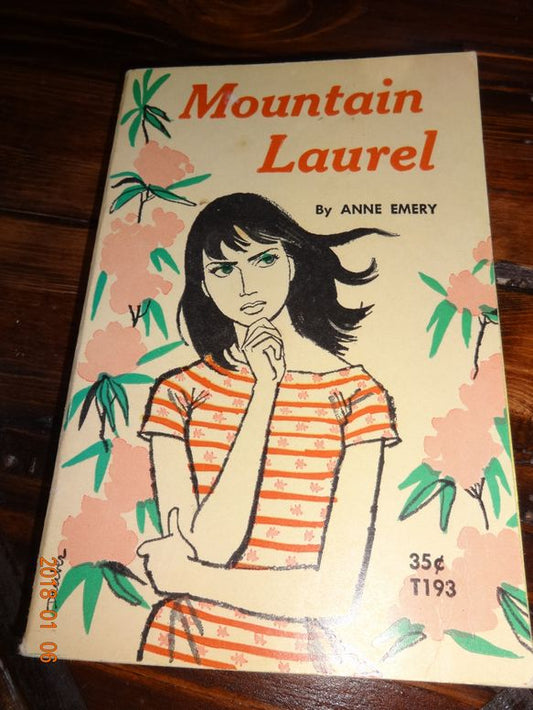 Mountain
Laurel
By ANNE EMERY
35¢
T193
2018-01 06